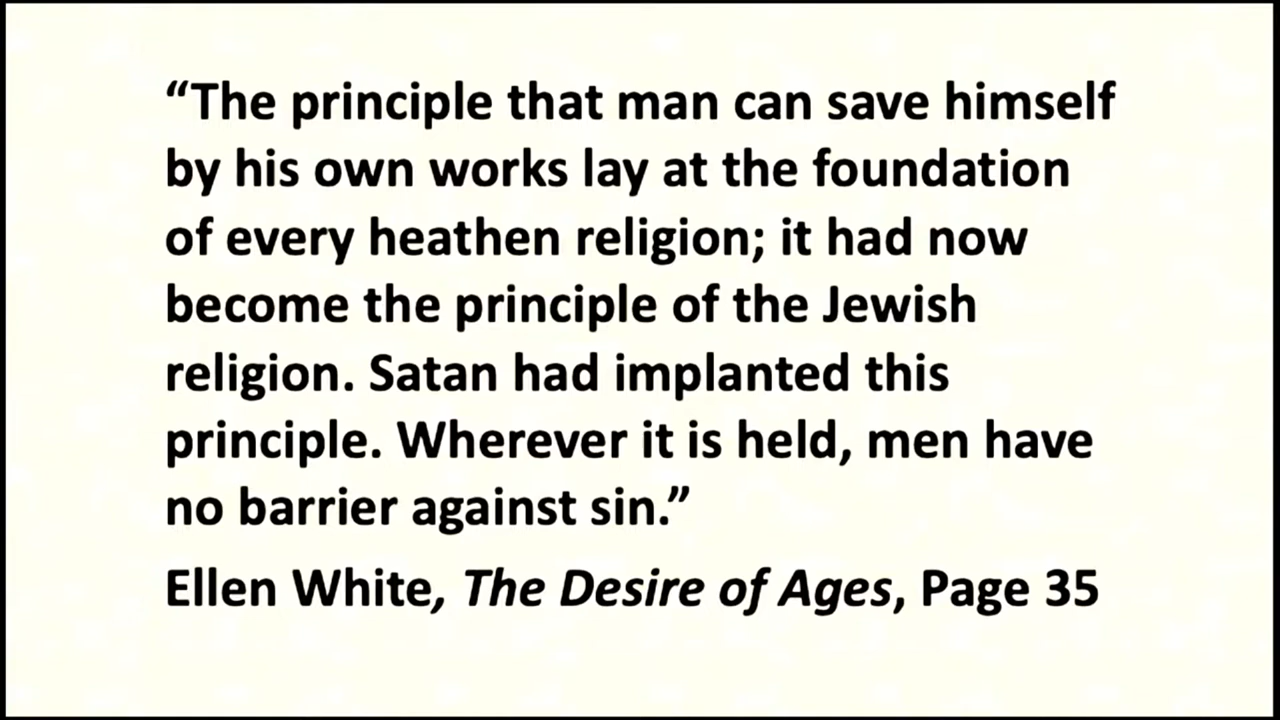 “The principle that man can save himself
by his own works lay at the foundation
of every heathen religion; it had now
become the principle of the Jewish
religion. Satan had implanted this
principle. Wherever it is held, men have
no barrier against sin.”
Ellen White, The Desire of Ages, Page 35